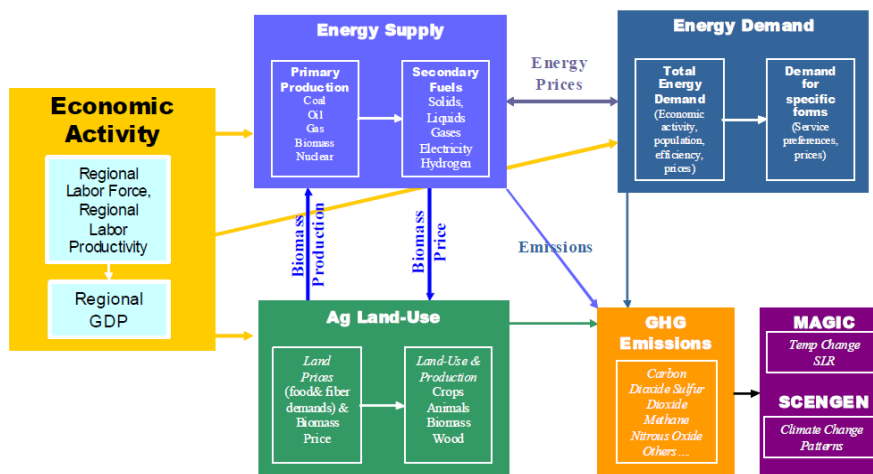 Economic
Activity
Regional
Labor Force,
Regional
Labor
Productivity
Regional
GDP
Energy Supply
Primary
Production
Coal
Oil
Gas
Biomass
Nuclear
Secondary
Fuels
Solids,
Liquids
Gases
Electricity
Hydrogen
Energy
Prices
Energy Demand
Total
Energy
Demand
(Economic
activity,
population,
efficiency,
prices)
Demand
for
specific
forms
(Service
preferences,
prices)
Biomass
Production
Biomass
Price
Emissions
Ag Land-Use
Land
Prices
(food& fiber
demands) &
Biomass
Price
Land-Use &
Production
Crops
Animals
Biomass
Wood
GHG
Emissions
Carbon
Dioxide Sulfur
Dioxide
Methane
Nitrous Oxide
Others ...
MAGIC
Temp Change
SLR
SCENGEN
Climate Change
Patterns